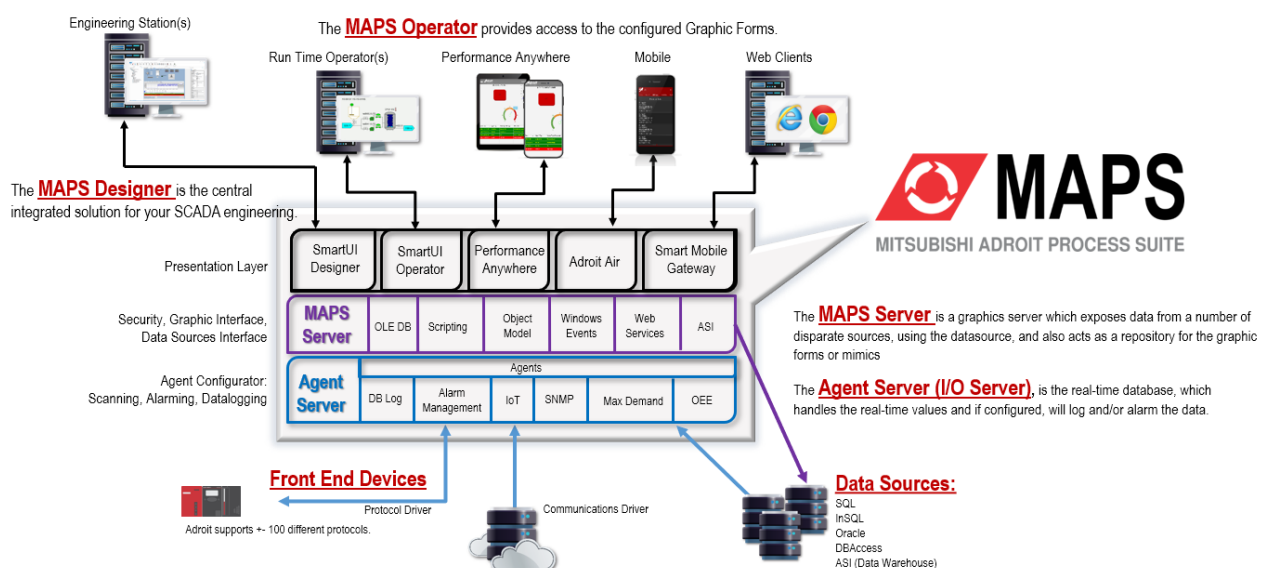 Engineering Station(s)
The MAPS Operator provides access to the configured Graphic Forms.
Run Time Operator(s)
Performance Anywhere
Mobile
Web Clients
The MAPS Designer is the central
integrated solution for your SCADA engineering.
MAPS
MITSUBISHI ADROIT PROCESS SUITE
Presentation Layer
SmartUI
Designer
SmartUI
Operator
Performance
Anywhere
Adroit Air
Smart Mobile
Gateway
Security, Graphic Interface,
Data Sources Interface
MAPS
Server
OLE DB
Scripting
Object
Model
Windows
Events
Web
Services
ASI
The MAPS Server is a graphics server which exposes data from a number of
disparate sources, using the datasource, and also acts as a repository for the graphic
forms or mimics
Agent Configurator:
Scanning, Alarming, Datalogging
Agent
Server
Agents
DB Log
Alarm
Management
IoT
SNMP
Max Demand
OEE
The Agent Server (I/O Server), is the real-time database, which
handles the real-time values and if configured, will log and/or alarm the data.
Front End Devices
Protocol Driver
Adroit supports +- 100 different protocols.
Communications Driver
Data Sources:
SQL
InSQL
Oracle
DBAccess
ASI (Data Warehouse)